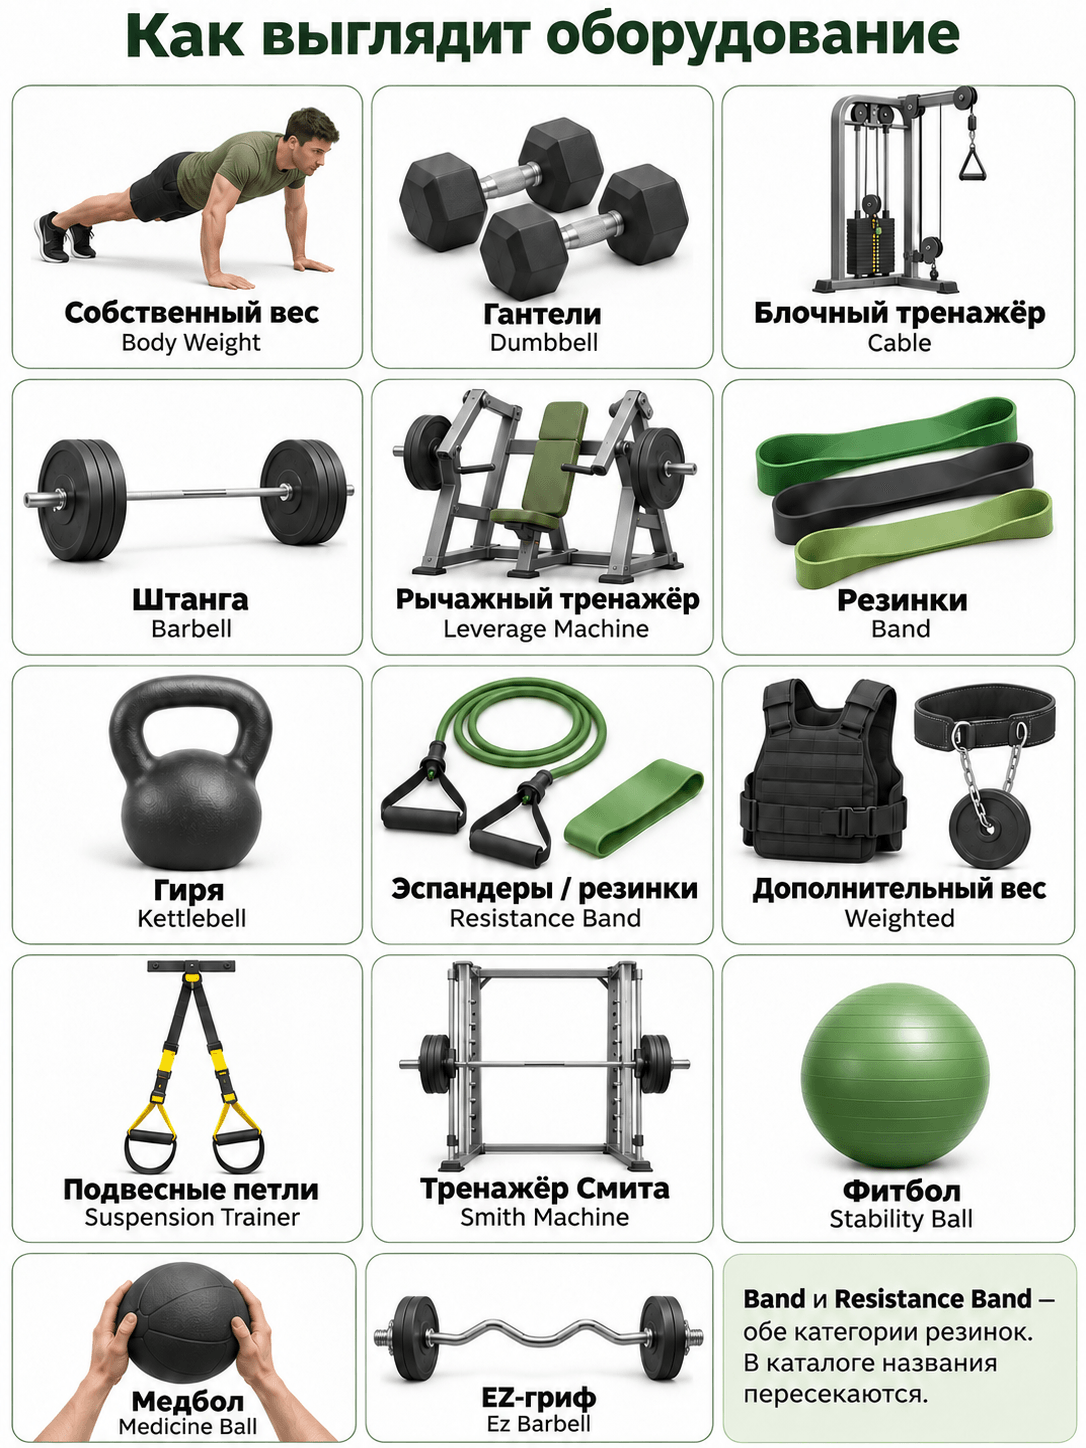 Как выглядит оборудование
Собственный вес
Body Weight
Гантели
Dumbbell
Блочный тренажёр
Cable
Штанга
Barbell
Рычажный тренажёр
Leverage Machine
Резинки
Band
Гиря
Kettlebell
Эспандеры / резинки
Resistance Band
Дополнительный вес
Weighted
Подвесные петли
Suspension Trainer
Тренажёр Смита
Smith Machine
Фитбол
Stability Ball
Медбол
Medicine Ball
EZ-гриф
Ez Barbell
Band и Resistance Band –
обе категории резинок.
В каталоге названия
пересекаются.